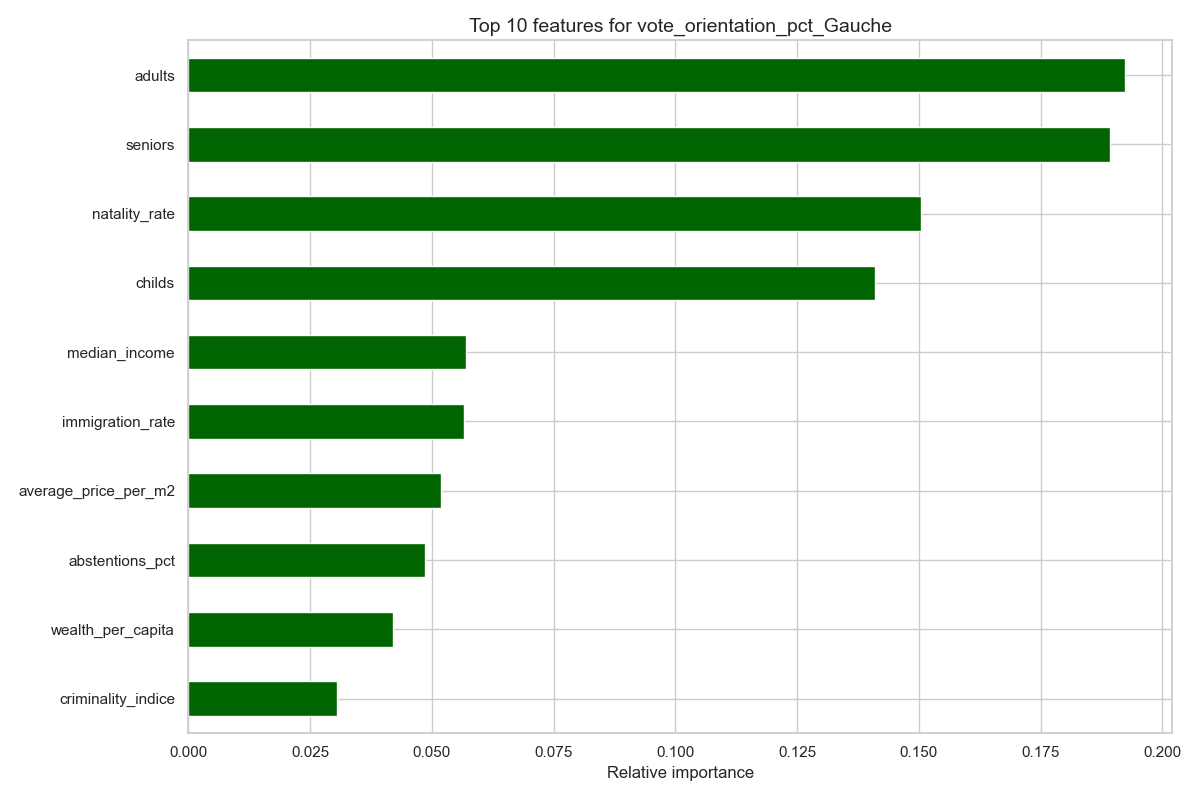 Top 10 features for vote_orientation_pct_Gauche
adults
seniors
natality_rate
childs
median_income
immigration_rate
average_price_per_m2
abstentions_pct
wealth_per_capita
criminality_indice
0.000 0.025 0.050 0.075 0.100 0.125 0.150 0.175 0.200
Relative importance